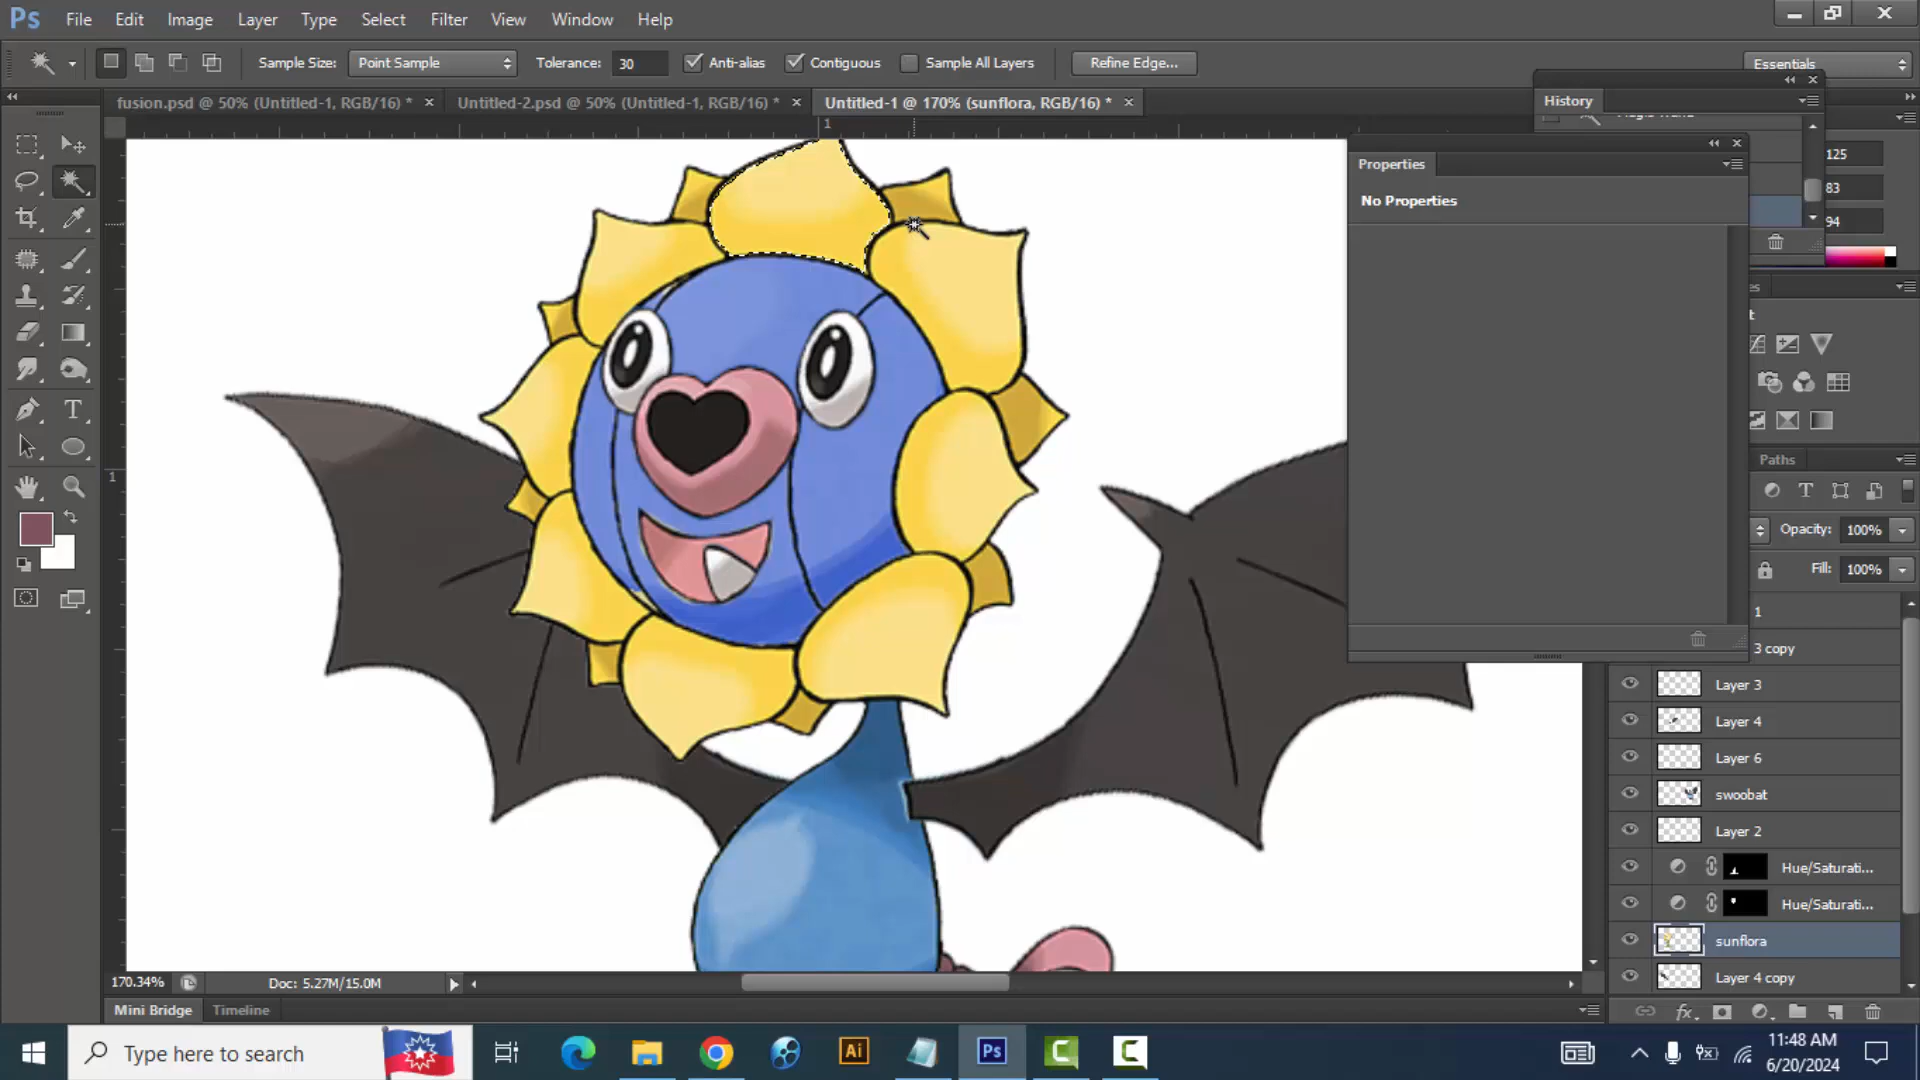 Ps File Edit Image Layer Type Select Filter View Window Help
Sample Size: Point Sample Tolerance: 30 Anti-alias Contiguous Sample All Layers Refine Edge... Essentials
fusion.psd @ 50% (Untitled-1, RGB/16) * Untitled-2.psd @ 50% (Untitled-1, RGB/16) * Untitled-1 @ 170% (sunflora, RGB/16) *
History
1
125
Properties
83
No Properties
94
T
1
Paths
T
Opacity: 100%
Fill: 100%
1
3 copy
Layer 3
Layer 4
Layer 6
swoobat
Layer 2
Hue/Saturati...
Hue/Saturati...
sunflora
Layer 4 copy
170.34% Doc: 5.27M/15.0M
fx
Mini Bridge Timeline
Type here to search Ai Ps 11:48 AM
6/20/2024